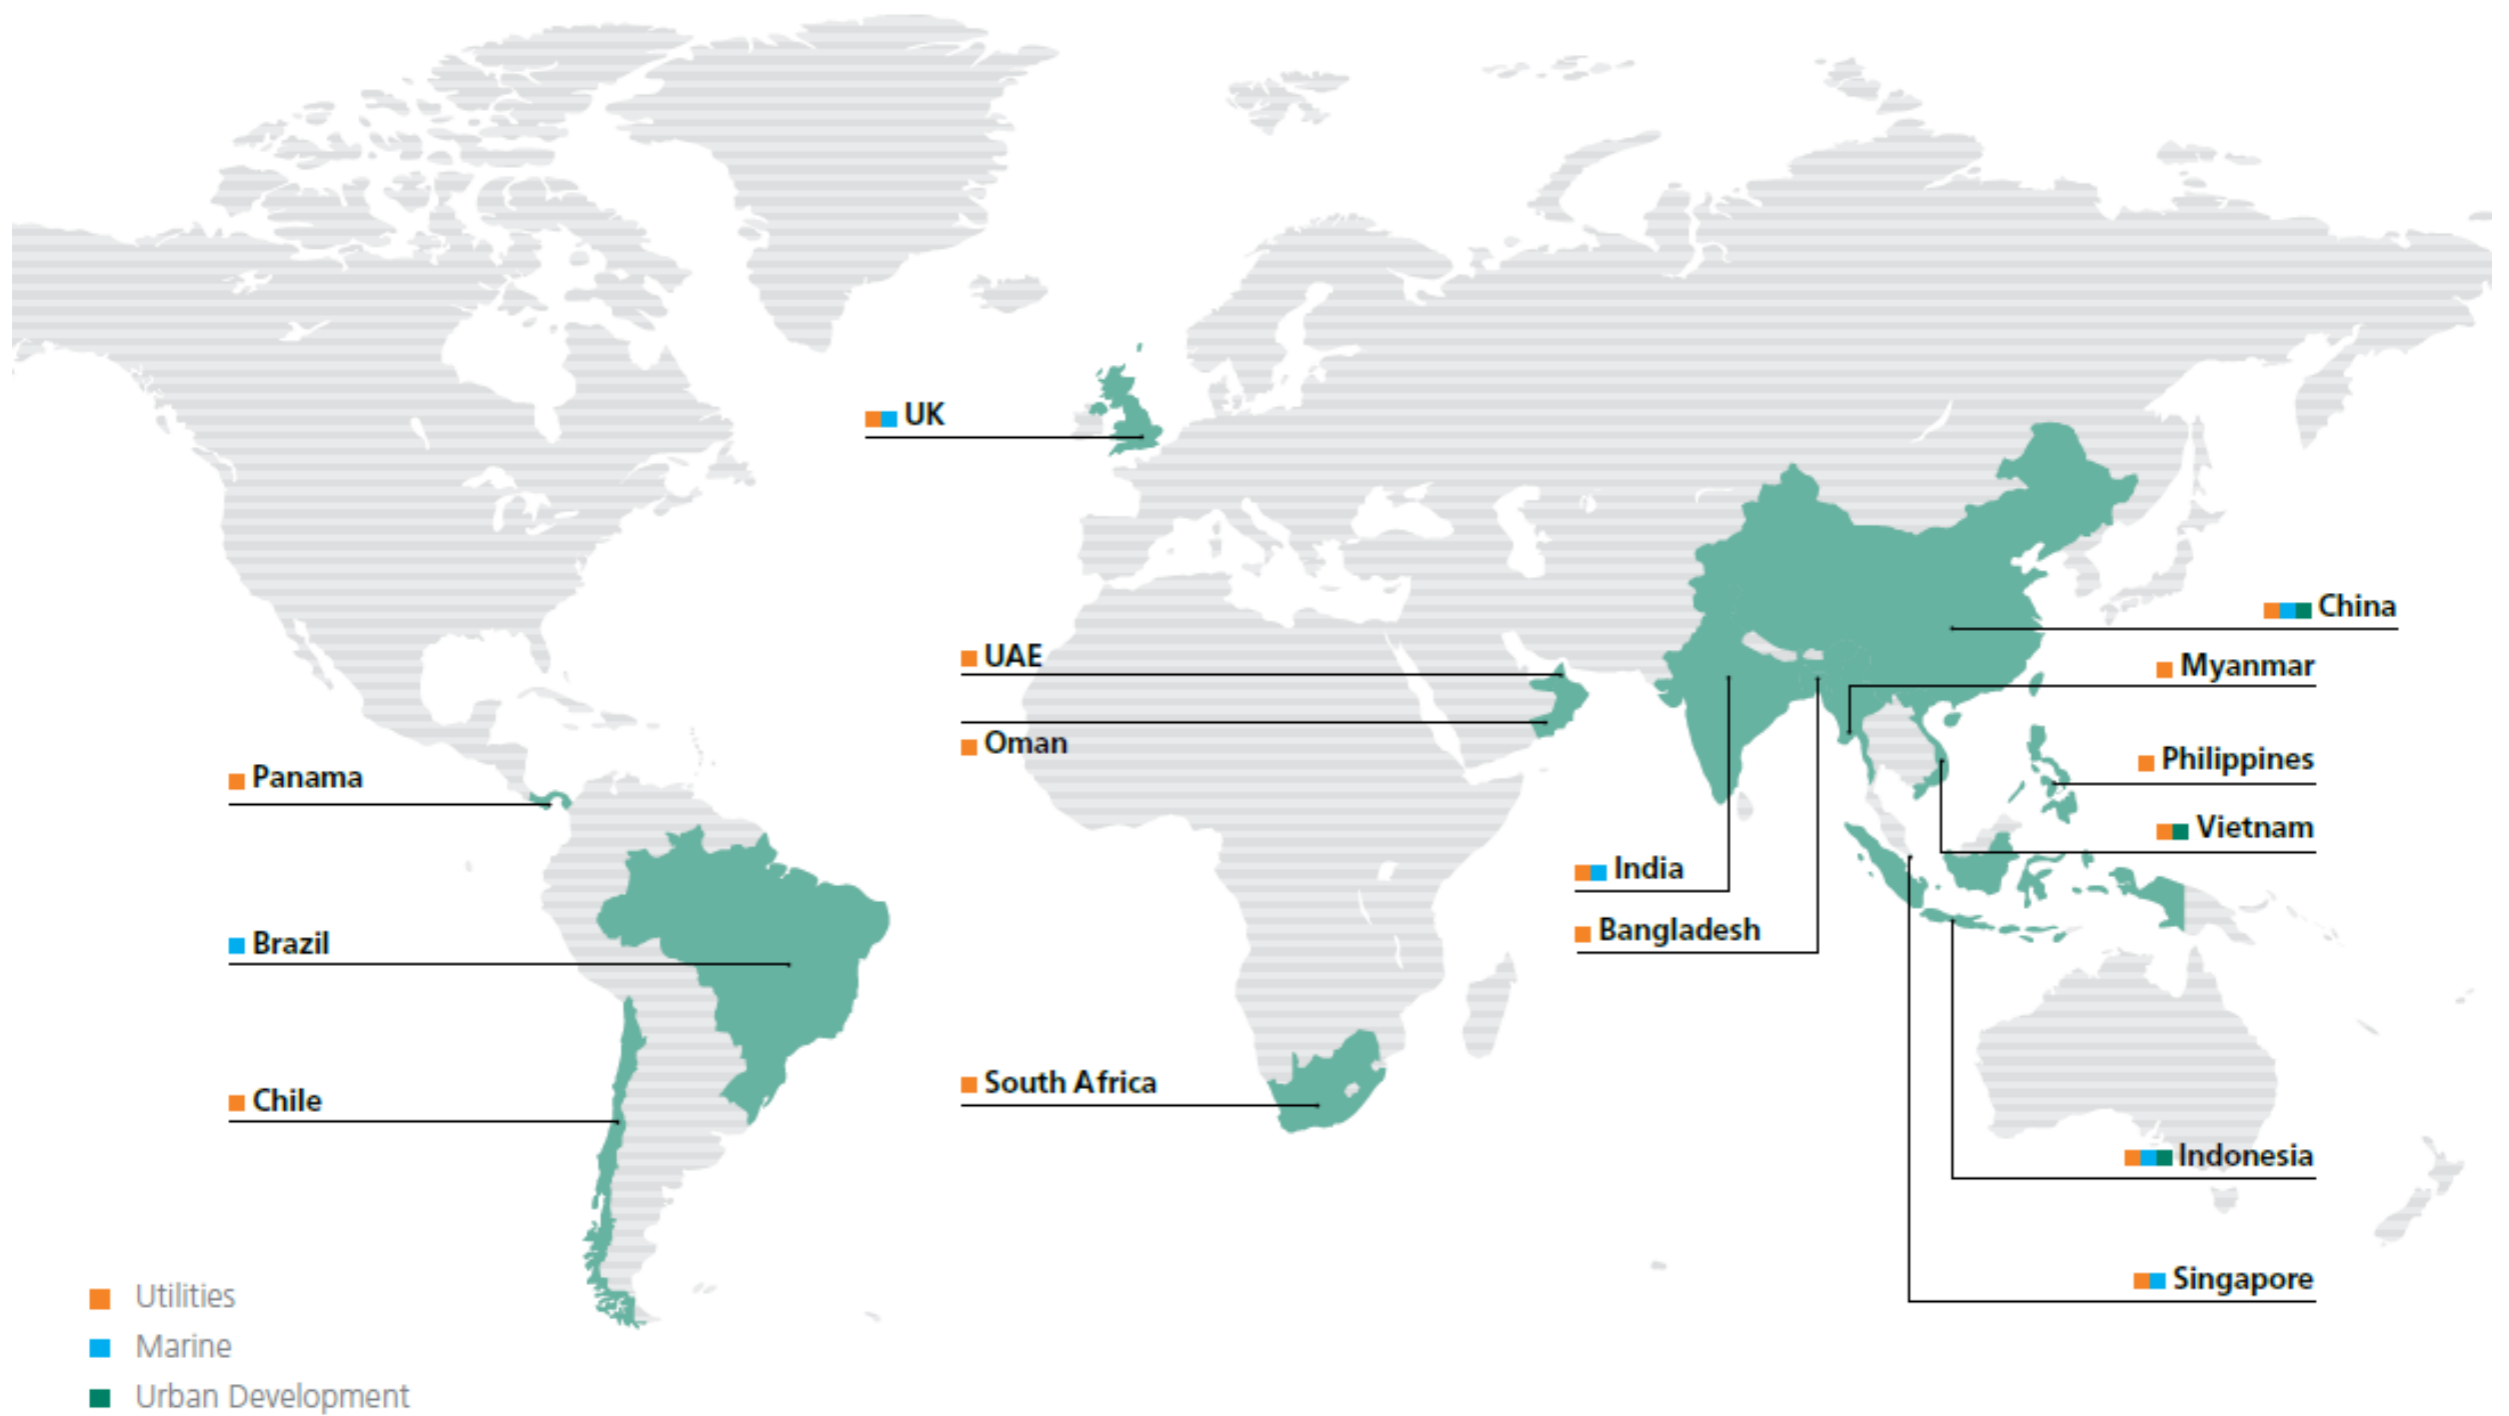 UK
China
UAE
Myanmar
Oman
Philippines
Panama
Vietnam
India
Bangladesh
Brazil
South Africa
Chile
Indonesia
Singapore
Utilities
Marine
Urban Development